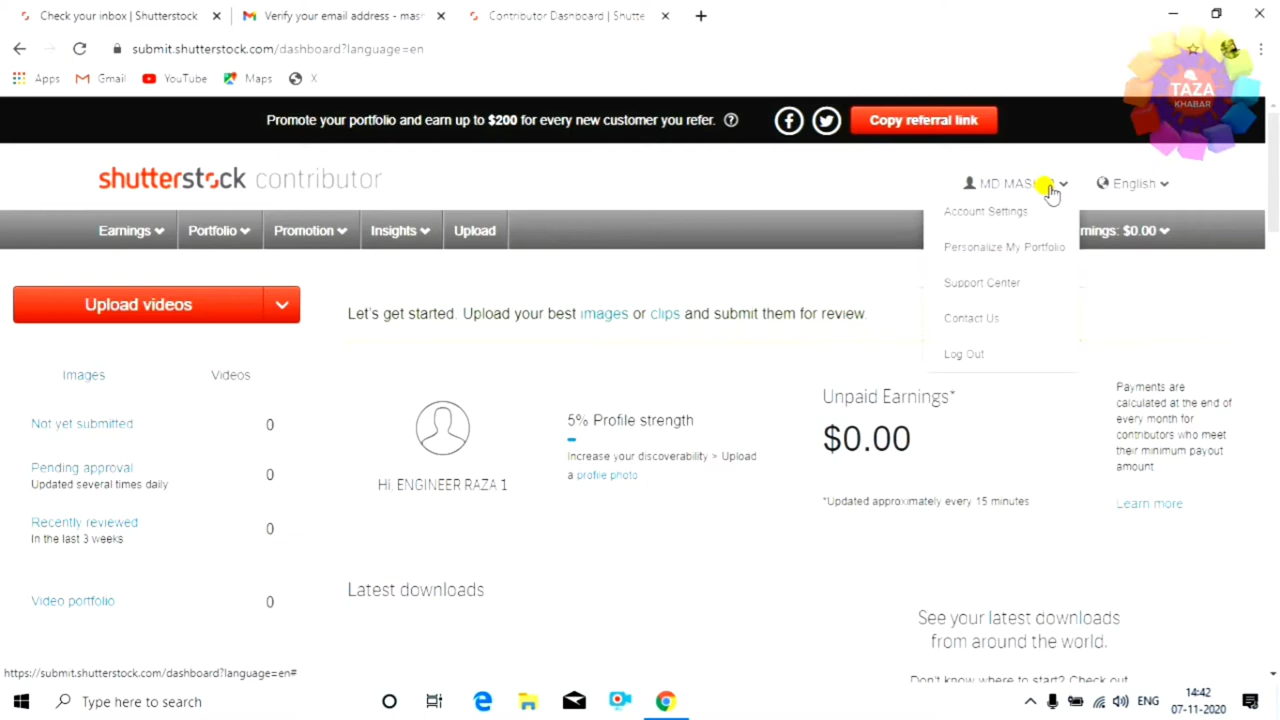 Check your inbox | Shutterstock
Verify your email address - mas
Contributor Dashboard | Shutte
submit.shutterstock.com/dashboard?language=en
Apps
Gmail
YouTube
Maps
X
TAZA
KHABAR
Promote your portfolio and earn up to $200 for every new customer you refer.
Copy referral link
shutterstock contributor
MD MAS
English
Account Settings
Earnings
Portfolio
Promotion
Insights
Upload
rnings: $0.00
Personalize My Portfolio
Support Center
Contact Us
Log Out
Upload videos
Let's get started. Upload your best images or clips and submit them for review.
Images
Videos
Not yet submitted 0
Pending approval 0
Updated several times daily
Recently reviewed 0
In the last 3 weeks
Video portfolio 0
Hi, ENGINEER RAZA 1
5% Profile strength
Increase your discoverability > Upload
a profile photo
Unpaid Earnings*
$0.00
*Updated approximately every 15 minutes
Payments are
calculated at the end of
every month for
contributors who meet
their minimum payout
amount
Learn more
Latest downloads
See your latest downloads
from around the world.
Don't know where to start? Check out
https://submit.shutterstock.com/dashboard?language=en#
Type here to search
ENG
14:42
07-11-2020